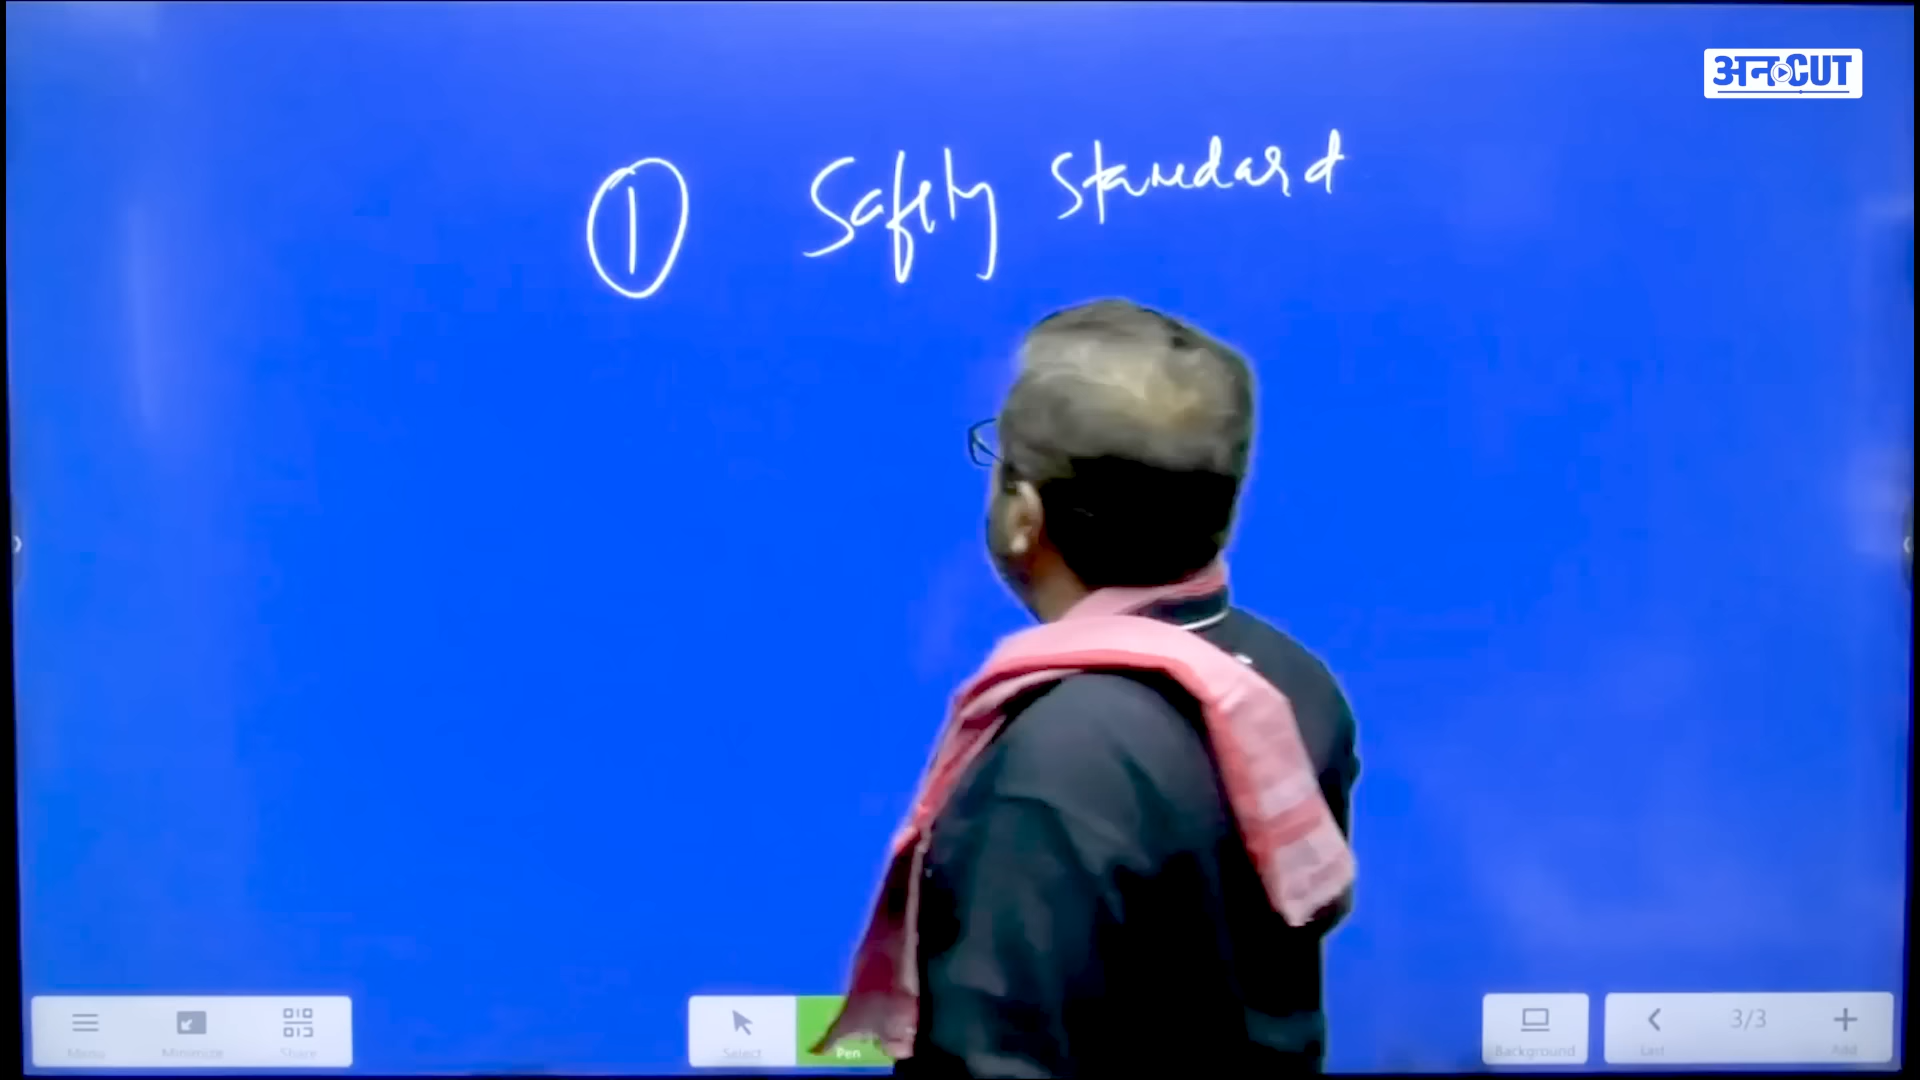 अनCUT
① Safety Standard
Menu
Minimize
Share
Select
Pen
Background
Last
3/3
Add